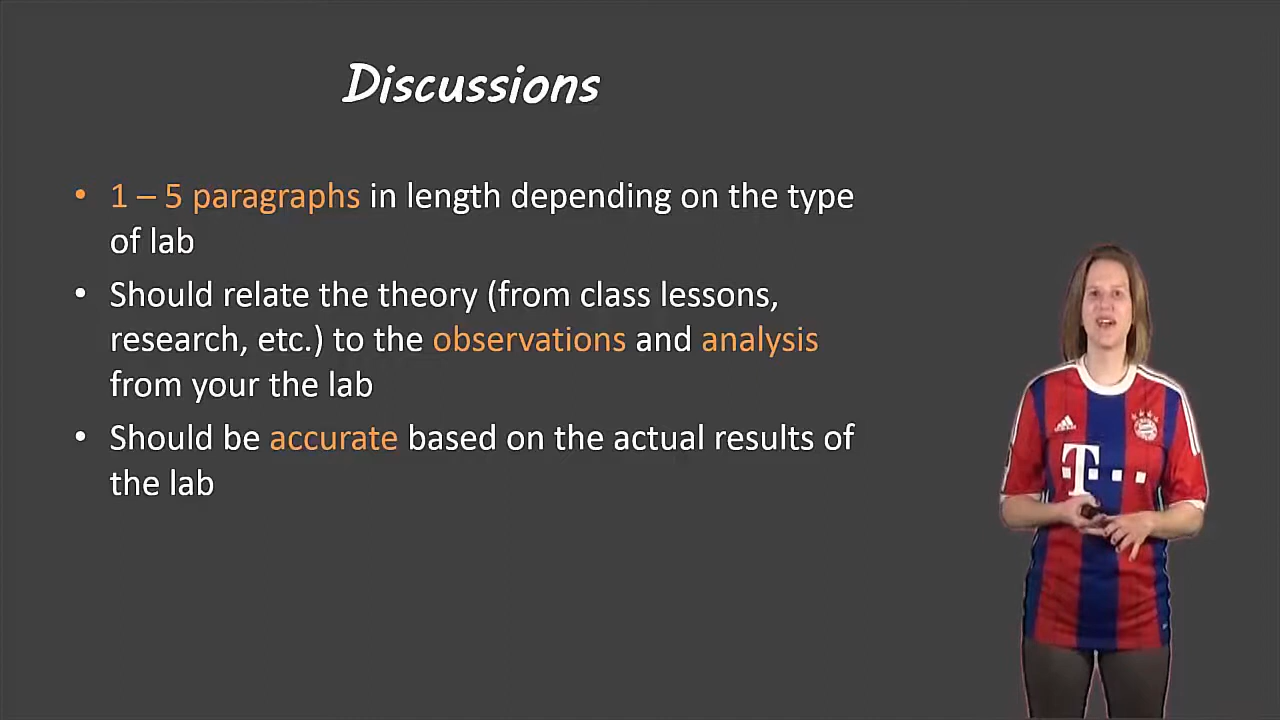 Discussions
• 1 – 5 paragraphs in length depending on the type
of lab
• Should relate the theory (from class lessons,
research, etc.) to the observations and analysis
from your the lab
• Should be accurate based on the actual results of
the lab
adidas
T